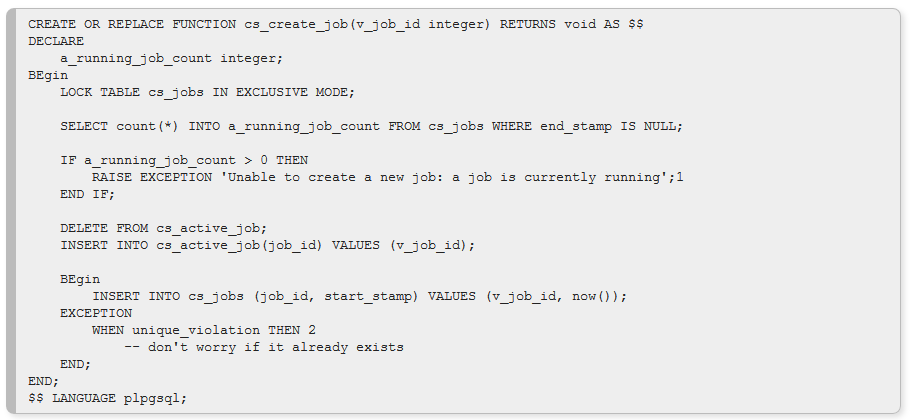 CREATE OR REPLACE FUNCTION cs_create_job(v_job_id integer) RETURNS void AS $$
DECLARE
    a_running_job_count integer;
BEgin
    LOCK TABLE cs_jobs IN EXCLUSIVE MODE;

    SELECT count(*) INTO a_running_job_count FROM cs_jobs WHERE end_stamp IS NULL;

    IF a_running_job_count > 0 THEN
        RAISE EXCEPTION 'Unable to create a new job: a job is currently running';1
    END IF;

    DELETE FROM cs_active_job;
    INSERT INTO cs_active_job(job_id) VALUES (v_job_id);

    BEgin
        INSERT INTO cs_jobs (job_id, start_stamp) VALUES (v_job_id, now());
    EXCEPTION
        WHEN unique_violation THEN 2
            -- don't worry if it already exists
    END;
END;
$$ LANGUAGE plpgsql;